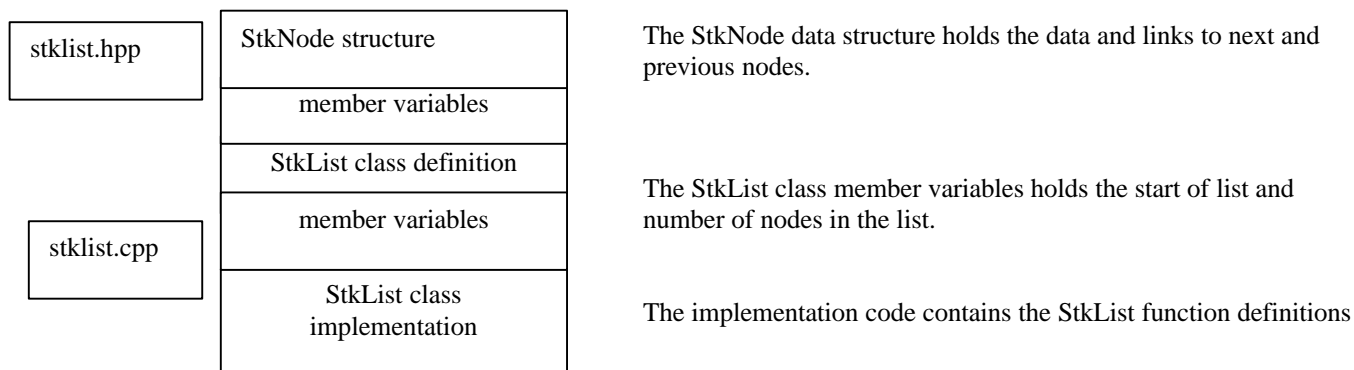 stklist.hpp
StkNode structure
The StkNode data structure holds the data and links to next and
previous nodes.
member variables
StkList class definition
The StkList class member variables holds the start of list and
number of nodes in the list.
member variables
stklist.cpp
StkList class
implementation
The implementation code contains the StkList function definitions